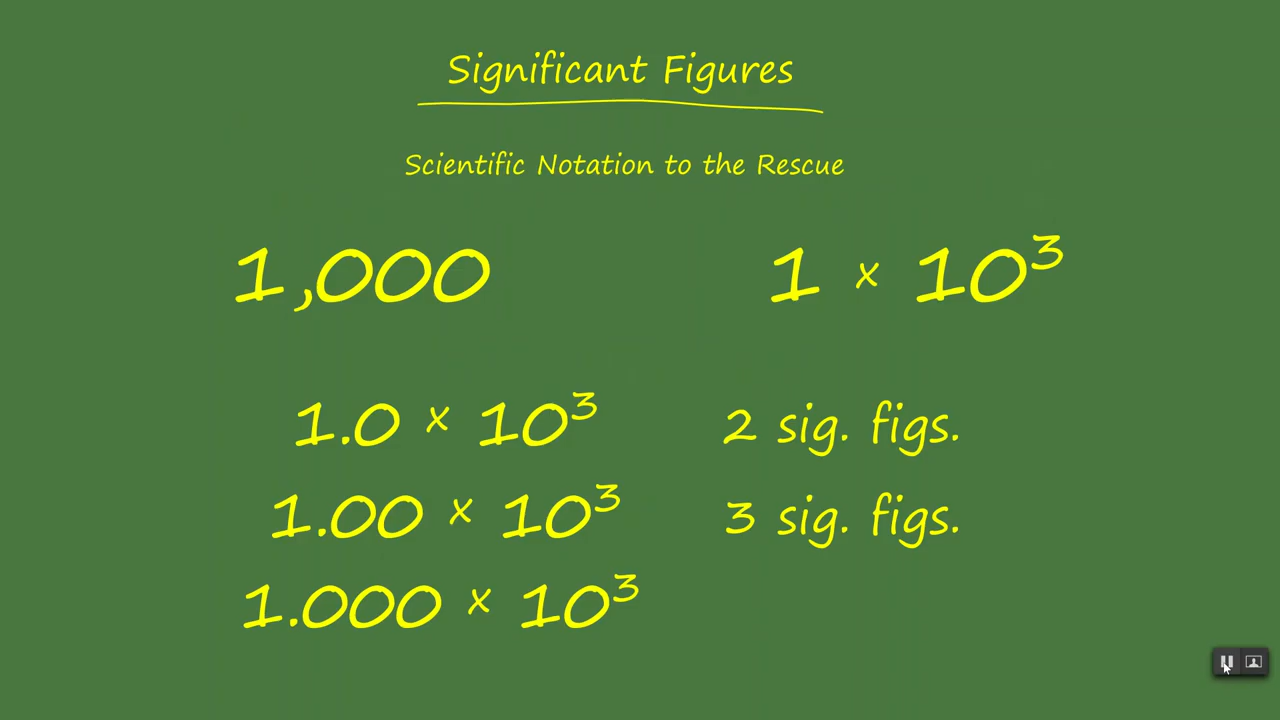 Significant Figures
Scientific Notation to the Rescue
1,000 1 × 10³
1.0 × 10³ 2 sig. figs.
1.00 × 10³ 3 sig. figs.
1.000 × 10³